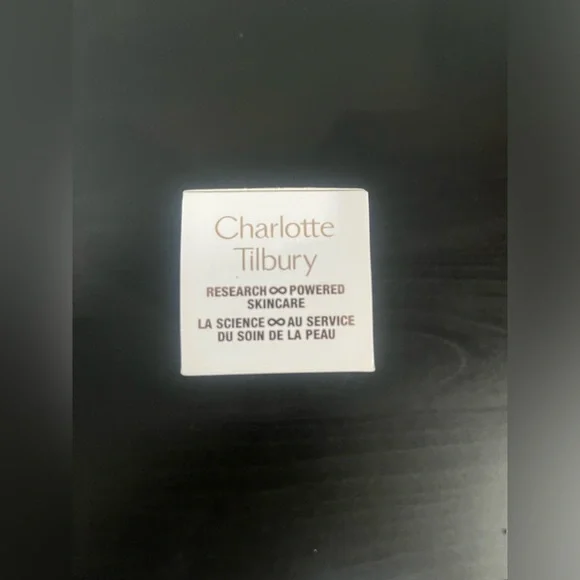 Charlotte
Tilbury
RESEARCH ∞ POWERED
SKINCARE
LA SCIENCE ∞ AU SERVICE
DU SOIN DE LA PEAU